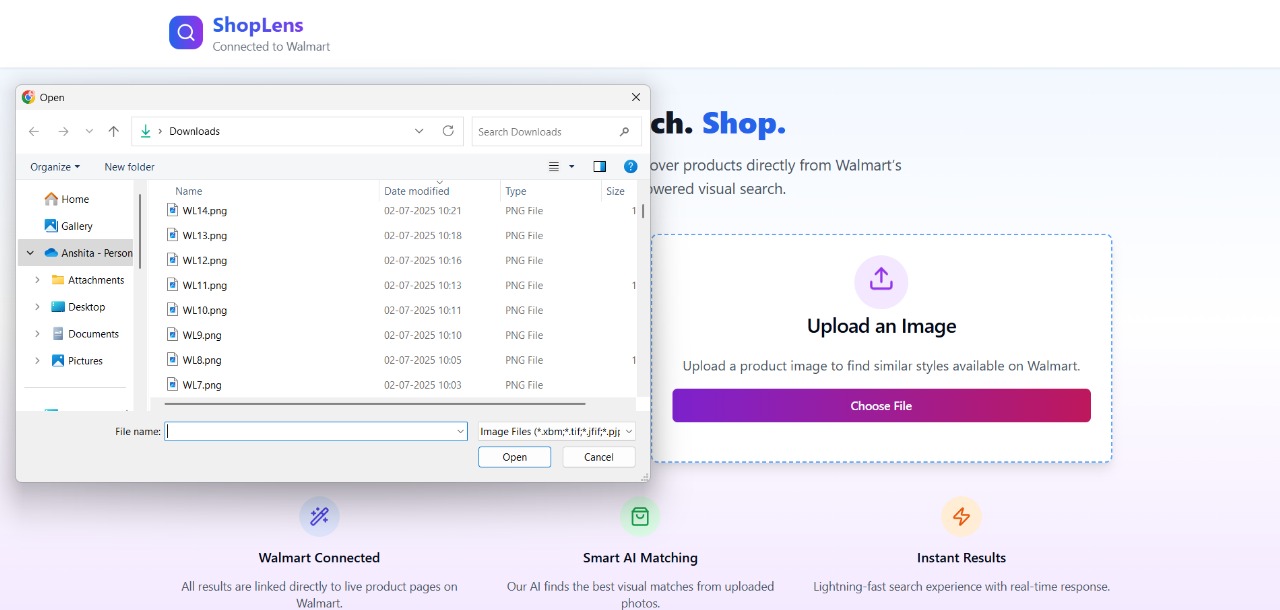 ShopLens
Connected to Walmart
Open
Downloads
Search Downloads
Organize
New folder
Name Date modified Type Size
Home
Gallery
Anshita - Person
Attachments
Desktop
Documents
Pictures
WL14.png 02-07-2025 10:21 PNG File 1
WL13.png 02-07-2025 10:18 PNG File
WL12.png 02-07-2025 10:16 PNG File
WL11.png 02-07-2025 10:13 PNG File 1
WL10.png 02-07-2025 10:11 PNG File
WL9.png 02-07-2025 10:10 PNG File
WL8.png 02-07-2025 10:05 PNG File 1
WL7.png 02-07-2025 10:03 PNG File
File name:
Image Files (*.xbm;*.tif;*.jfif;*.pjp
Open
Cancel
ch. Shop.
over products directly from Walmart's
owered visual search.
Upload an Image
Upload a product image to find similar styles available on Walmart.
Choose File
Walmart Connected
All results are linked directly to live product pages on
Walmart.
Smart AI Matching
Our AI finds the best visual matches from uploaded
photos.
Instant Results
Lightning-fast search experience with real-time response.